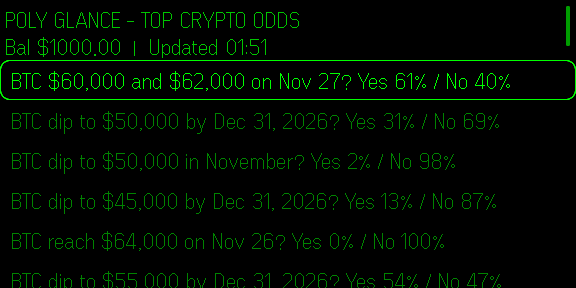 POLY GLANCE - TOP CRYPTO ODDS
Bal $1000.00 | Updated 01:51
BTC $60,000 and $62,000 on Nov 27? Yes 61% / No 40%
BTC dip to $50,000 by Dec 31, 2026? Yes 31% / No 69%
BTC dip to $50,000 in November? Yes 2% / No 98%
BTC dip to $45,000 by Dec 31, 2026? Yes 13% / No 87%
BTC reach $64,000 on Nov 26? Yes 0% / No 100%
BTC dip to $55,000 by Dec 31, 2026? Yes 54% / No 47%